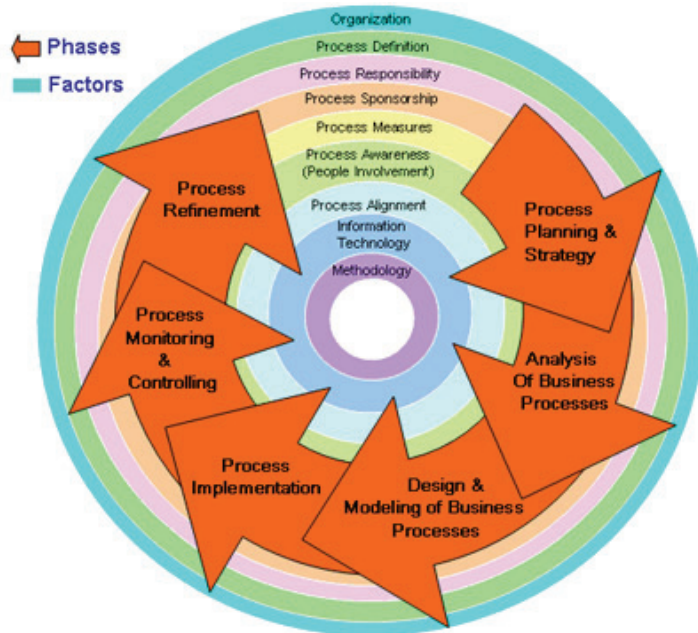 Phases
Factors
Organization
Process Definition
Process Responsibility
Process Sponsorship
Process Measures
Process Awareness
(People Involvement)
Process Alignment
Information
Technology
Methodology
Process
Planning &
Strategy
Analysis
Of Business
Processes
Design &
Modeling of Business
Processes
Process
Implementation
Process
Monitoring
&
Controlling
Process
Refinement